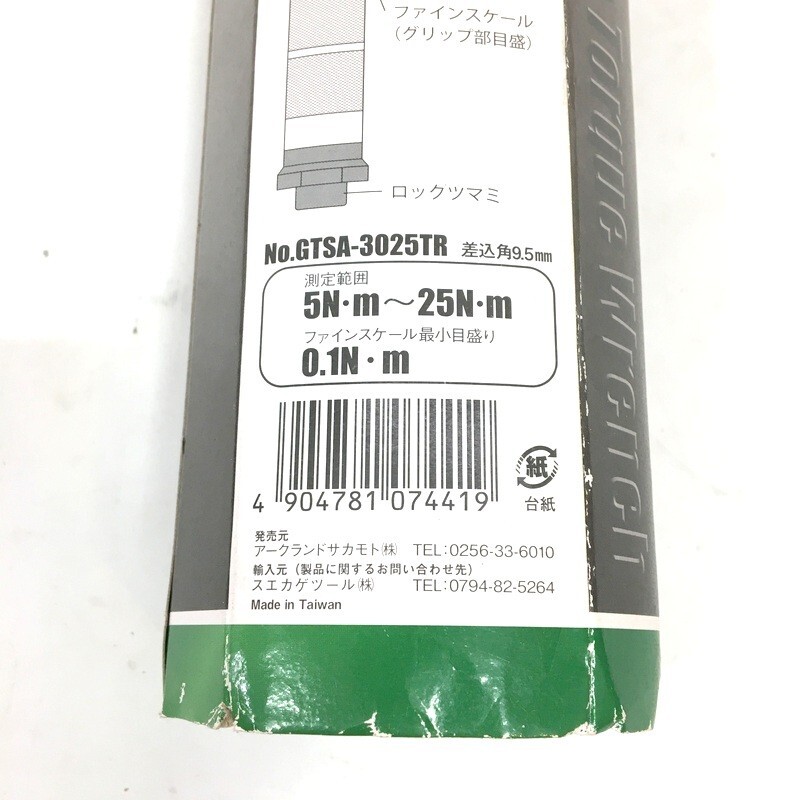 ファインスケール
(グリップ部目盛)
ロックツマミ
No.GTSA-3025TR 差込角9.5mm
測定範囲
5N・m～25N・m
ファインスケール最小目盛り
0.1N・m
4 904781 074419
紙
台紙
発売元
アークランドサカモト㈱ TEL:0256-33-6010
輸入元（製品に関するお問い合わせ先）
スエカゲツール㈱ TEL:0794-82-5264
Made in Taiwan
Torque Wrench